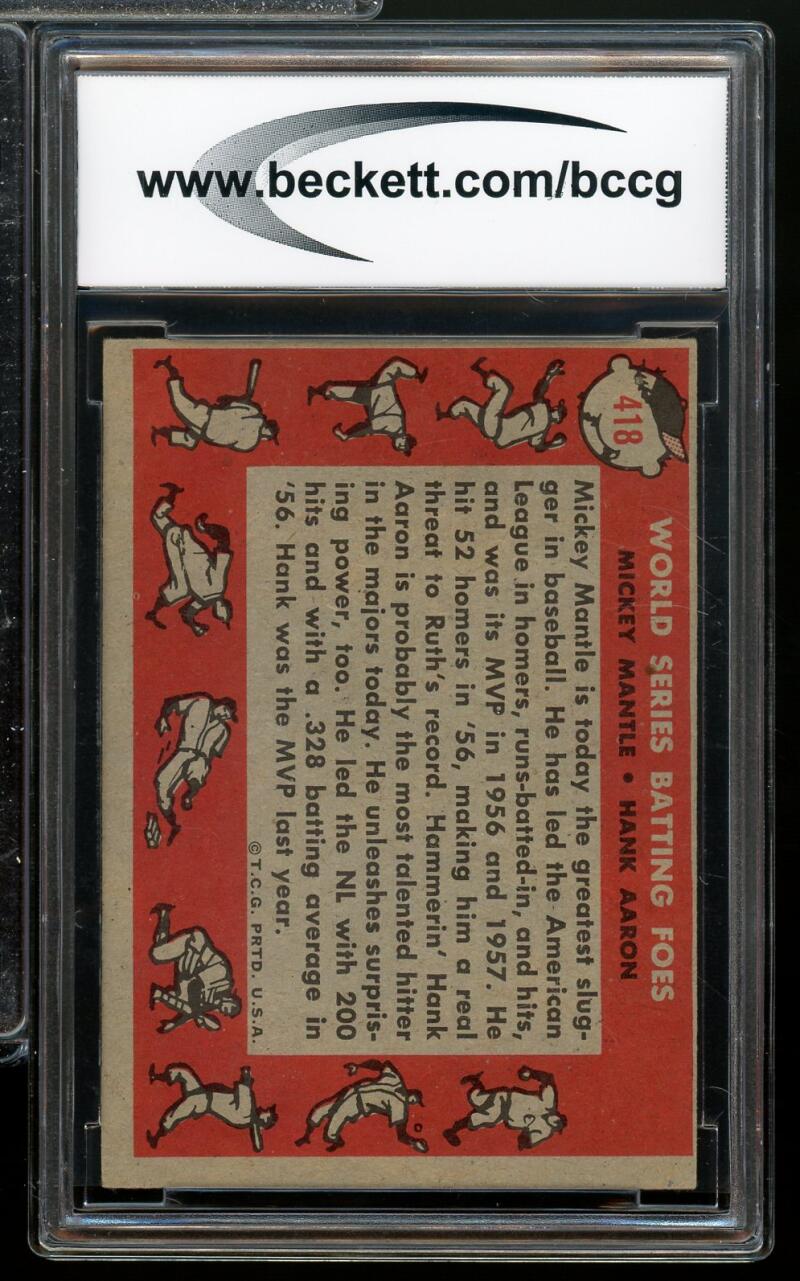 www.beckett.com/bccg
418
WORLD SERIES BATTING FOES
MICKEY MANTLE • HANK AARON
Mickey Mantle is today the greatest slug-
ger in baseball. He has led the American
League in homers, runs-batted-in, and hits,
and was its MVP in 1956 and 1957. He
hit 52 homers in '56, making him a real
threat to Ruth's record. Hammerin' Hank
Aaron is probably the most talented hitter
in the majors today. He unleashes surpris-
ing power, too. He led the NL with 200
hits and with a .328 batting average in
'56. Hank was the MVP last year.
©T.C.G. PRTD. U.S.A.